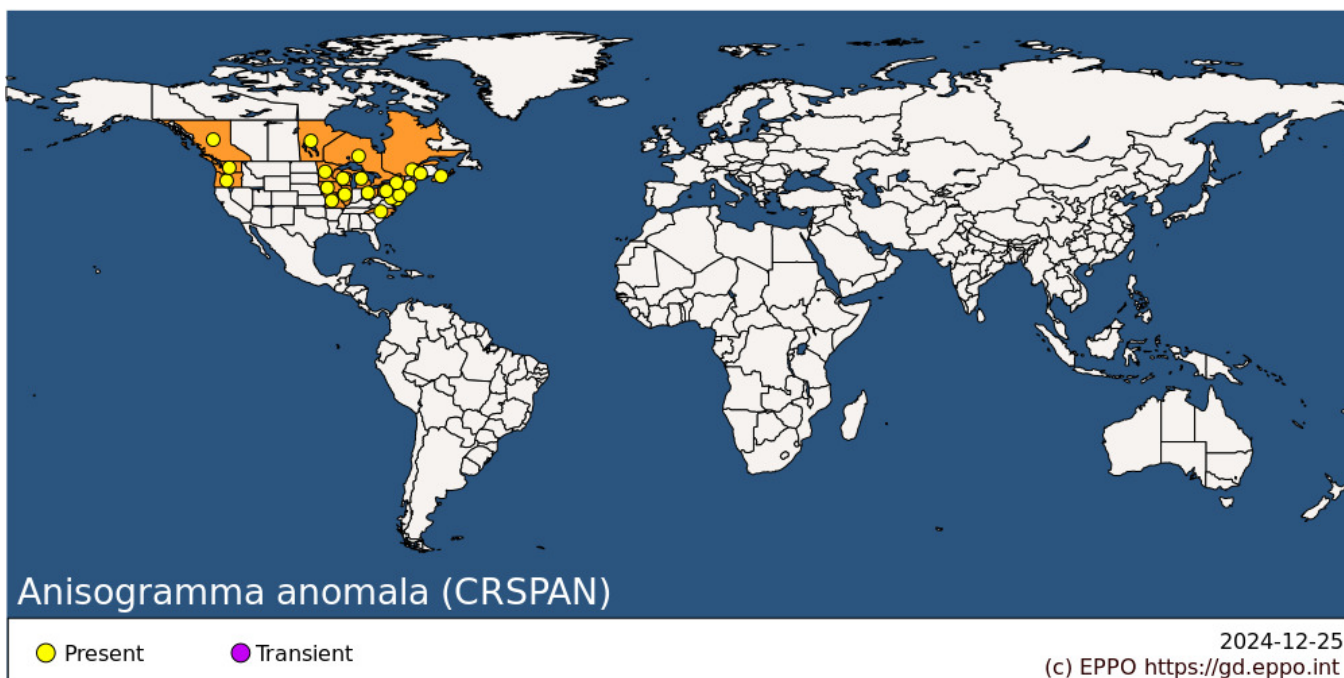 Anisogramma anomala (CRSPAN)
Present
Transient
2024-12-25
(c) EPPO https://gd.eppo.int